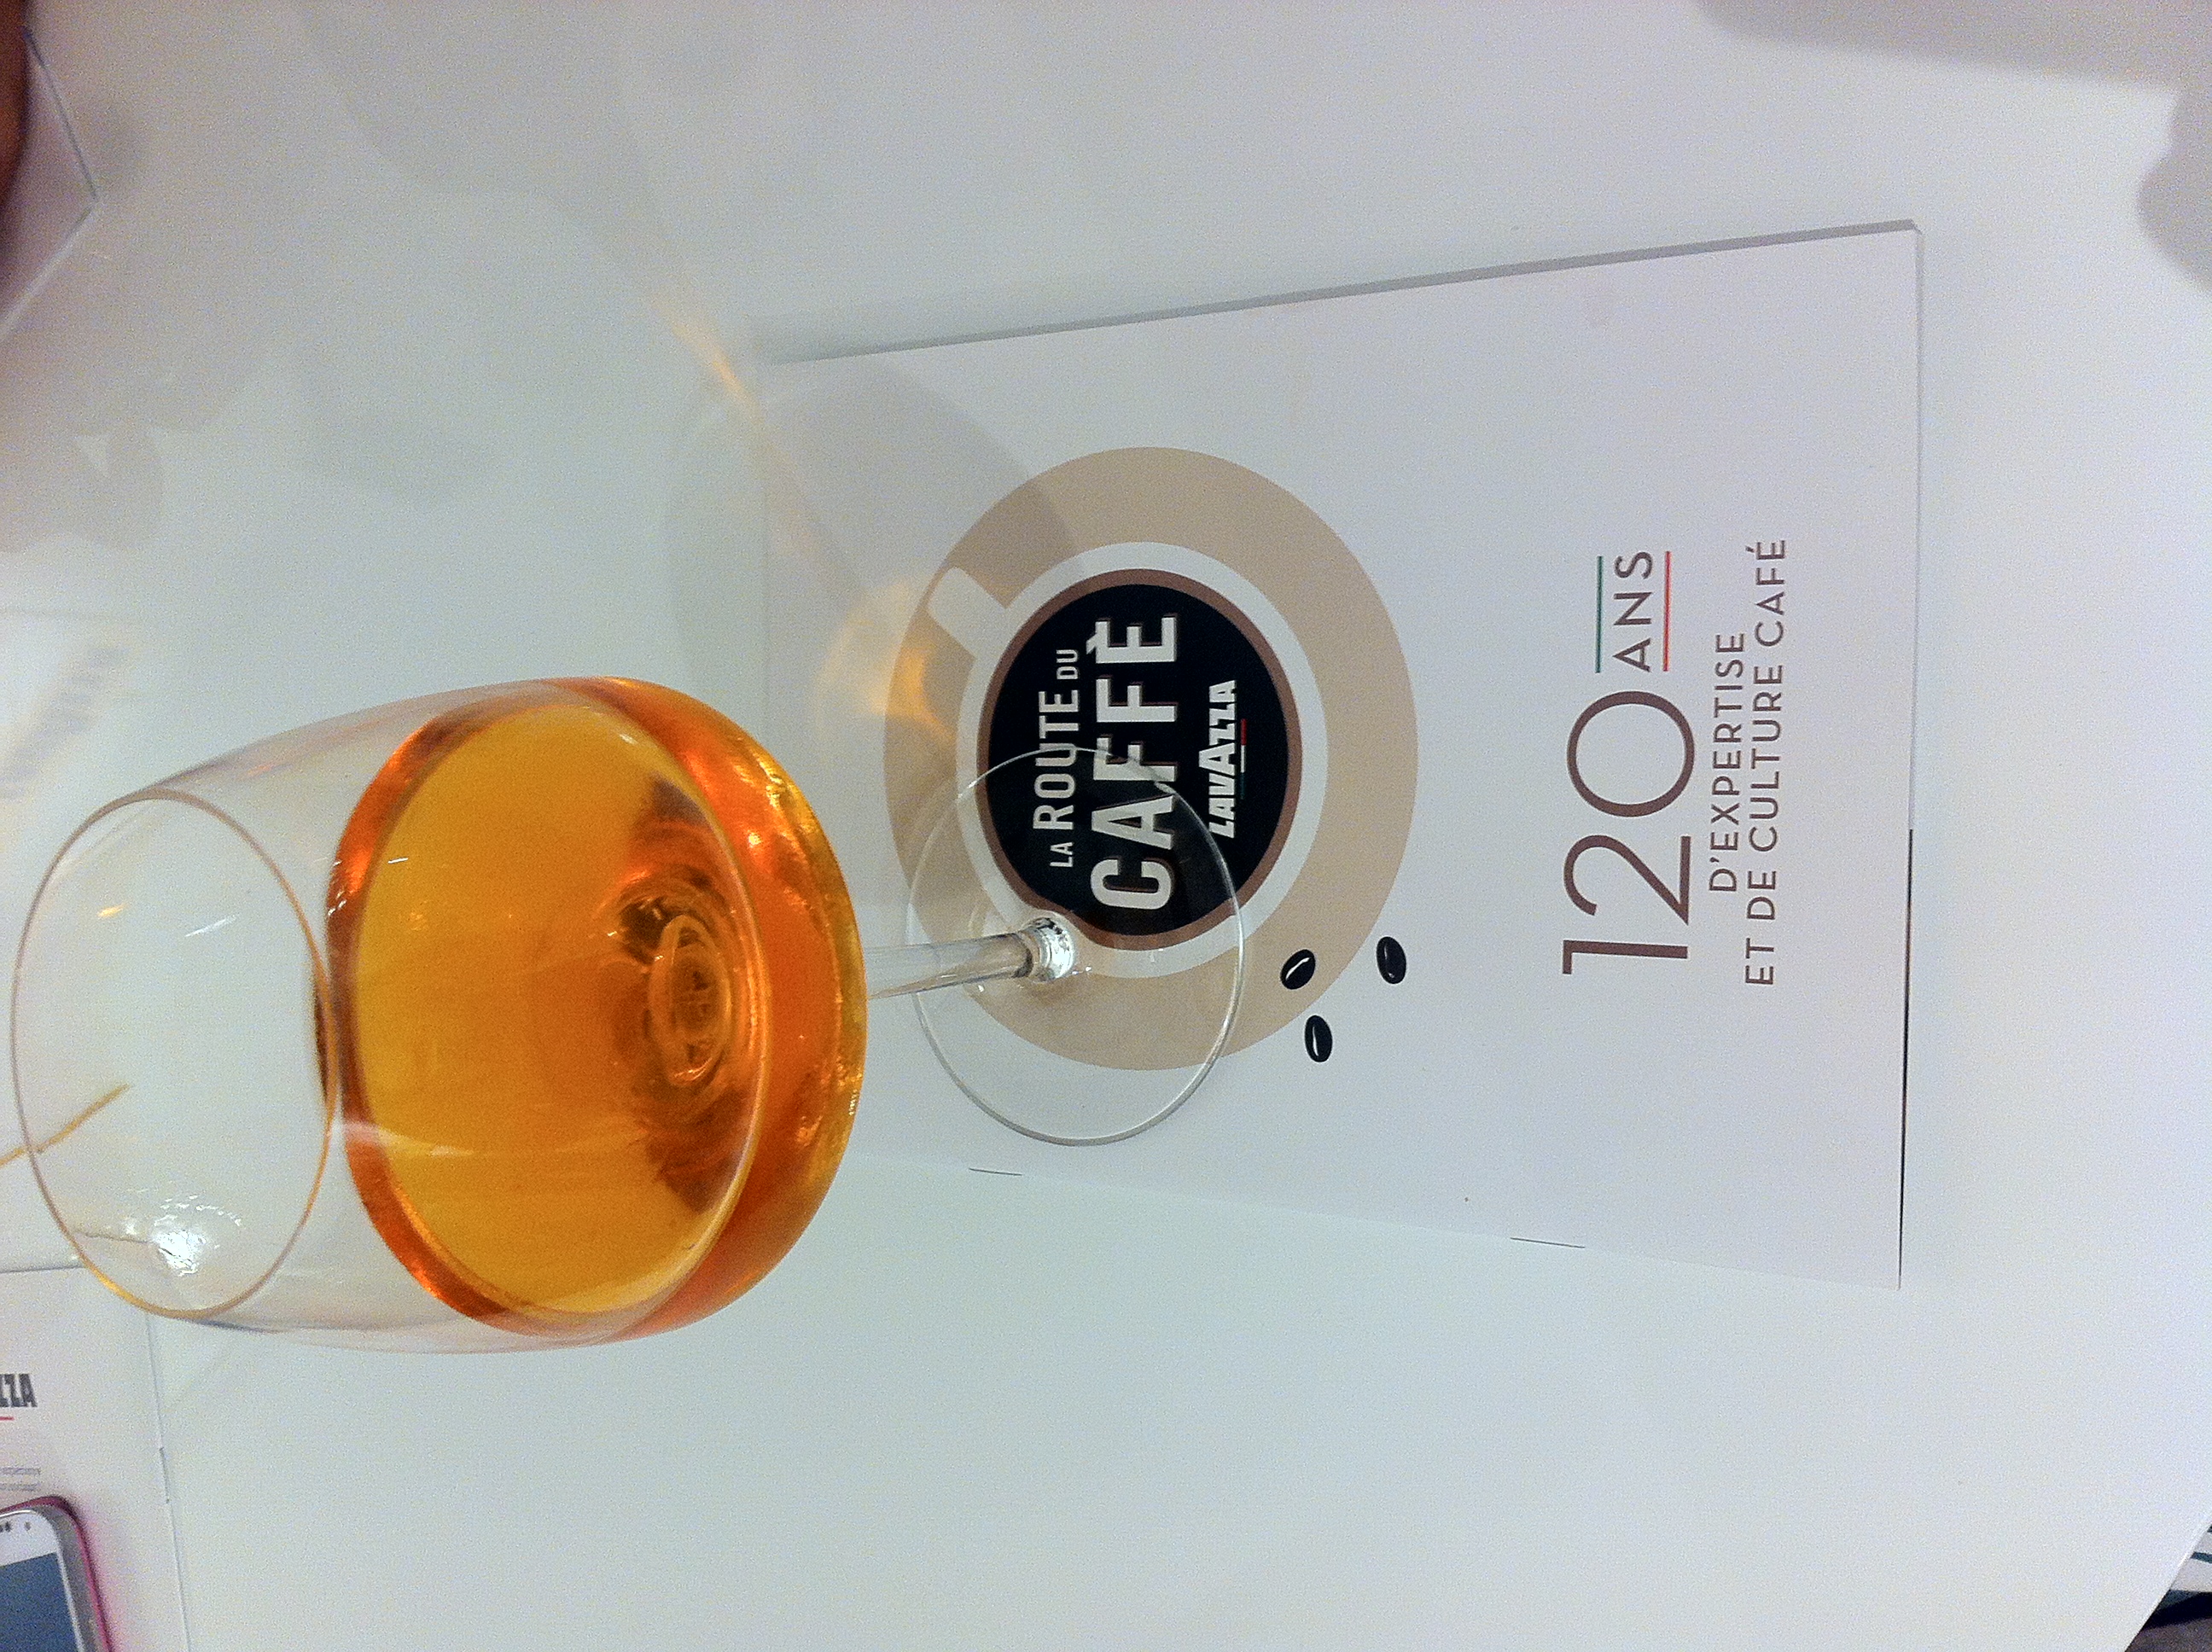 LA ROUTE DU
CAFFÈ
LAVAZZA
120 ANS
D'EXPERTISE
ET DE CULTURE CAFÉ